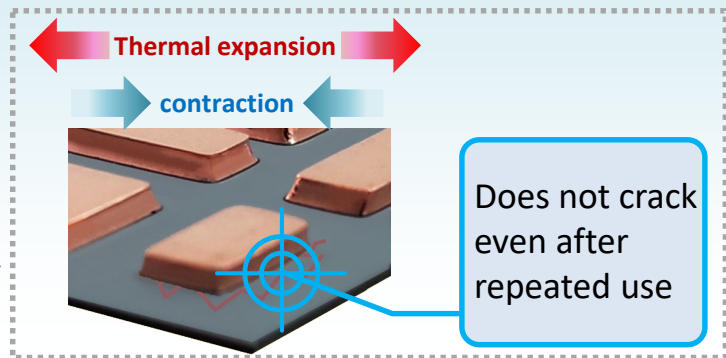 Thermal expansion
contraction
Does not crack
even after
repeated use